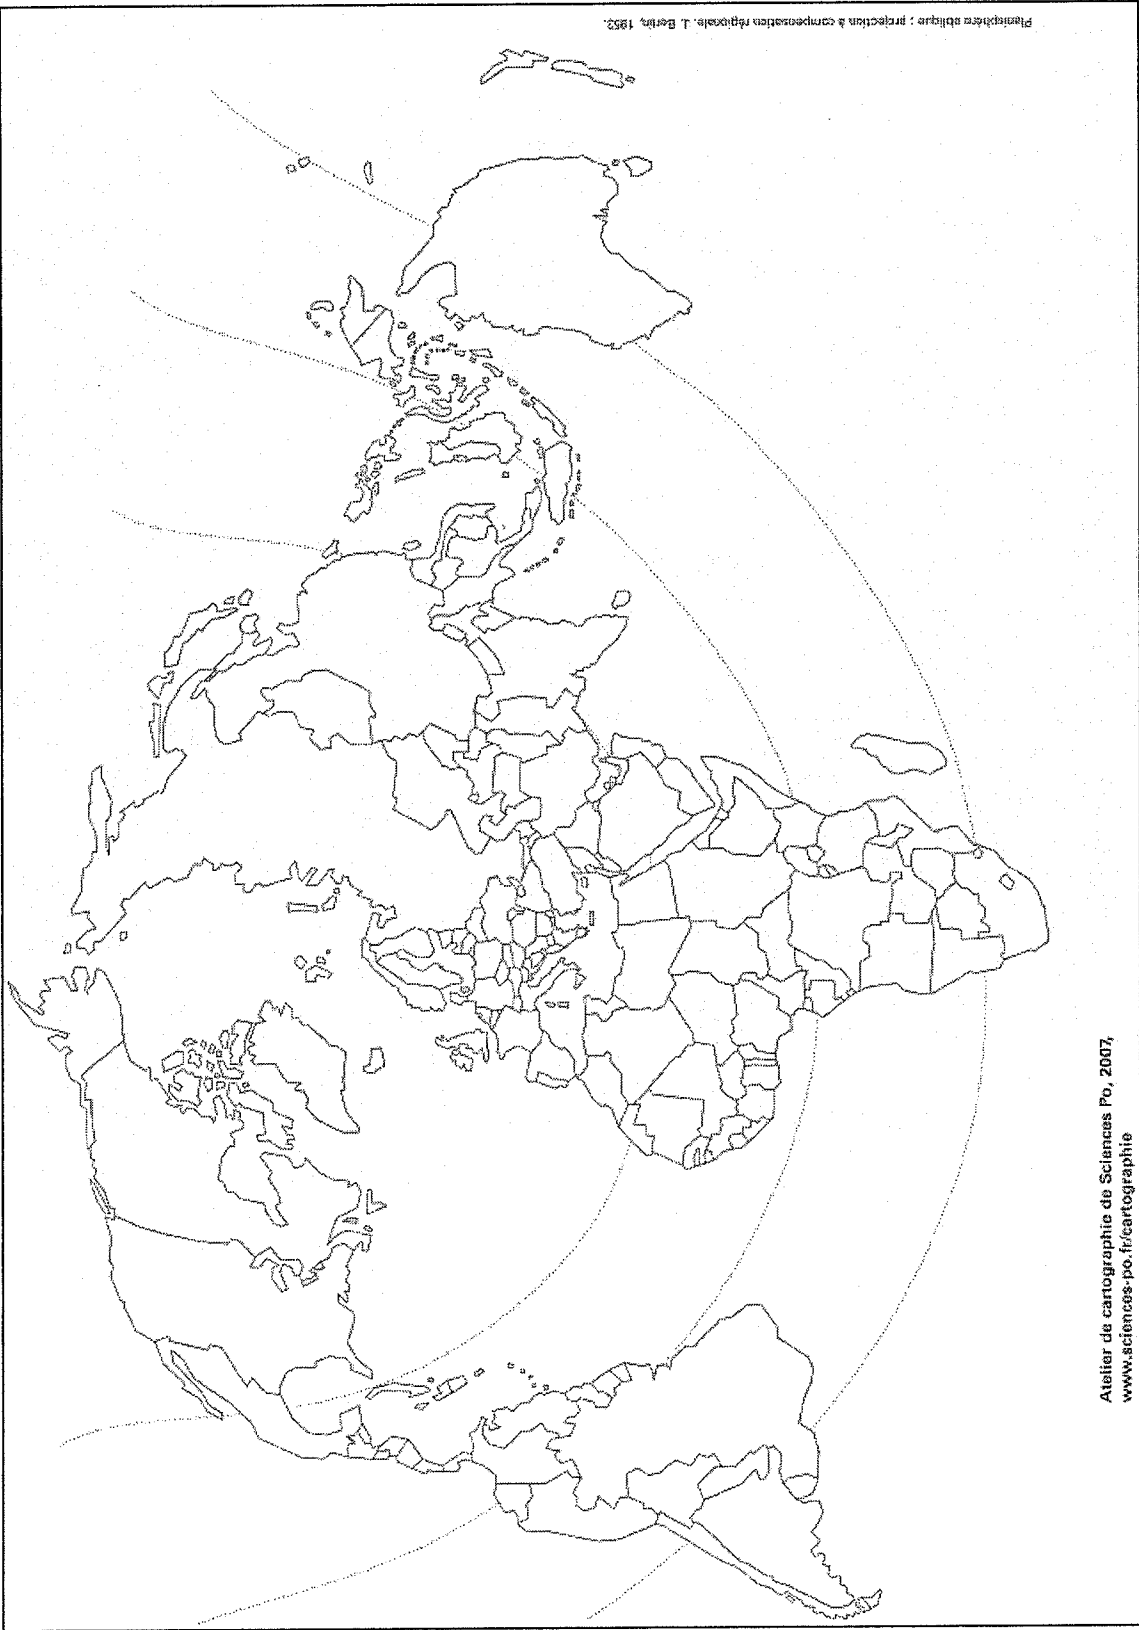 Planisphère oblique ; projection à compensation régionale. J. Bertin, 1953.
Atelier de cartographie de Sciences Po, 2007,
www.sciences-po.fr/cartographie